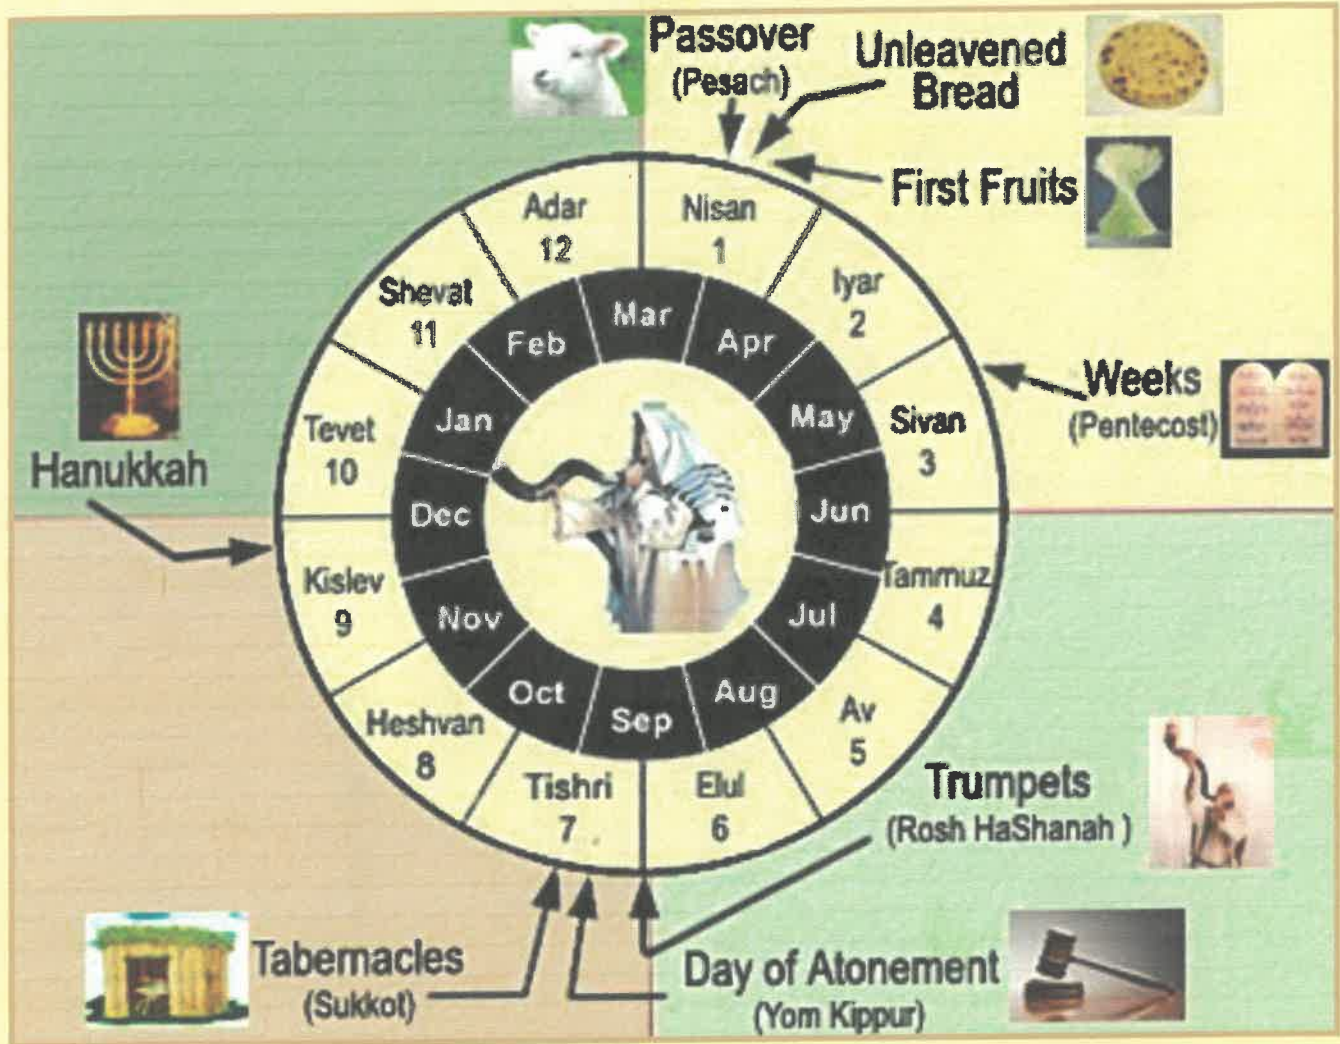 Passover
(Pesach)
Unleavened
Bread
First Fruits
Weeks
(Pentecost)
Hanukkah
Trumpets
(Rosh HaShanah )
Day of Atonement
(Yom Kippur)
Tabernacles
(Sukkot)
Nisan
1
Iyar
2
Sivan
3
Tammuz
4
Av
5
Elul
6
Tishri
7
Heshvan
8
Kislev
9
Tevet
10
Shevat
11
Adar
12
Mar
Apr
May
Jun
Jul
Aug
Sep
Oct
Nov
Dec
Jan
Feb